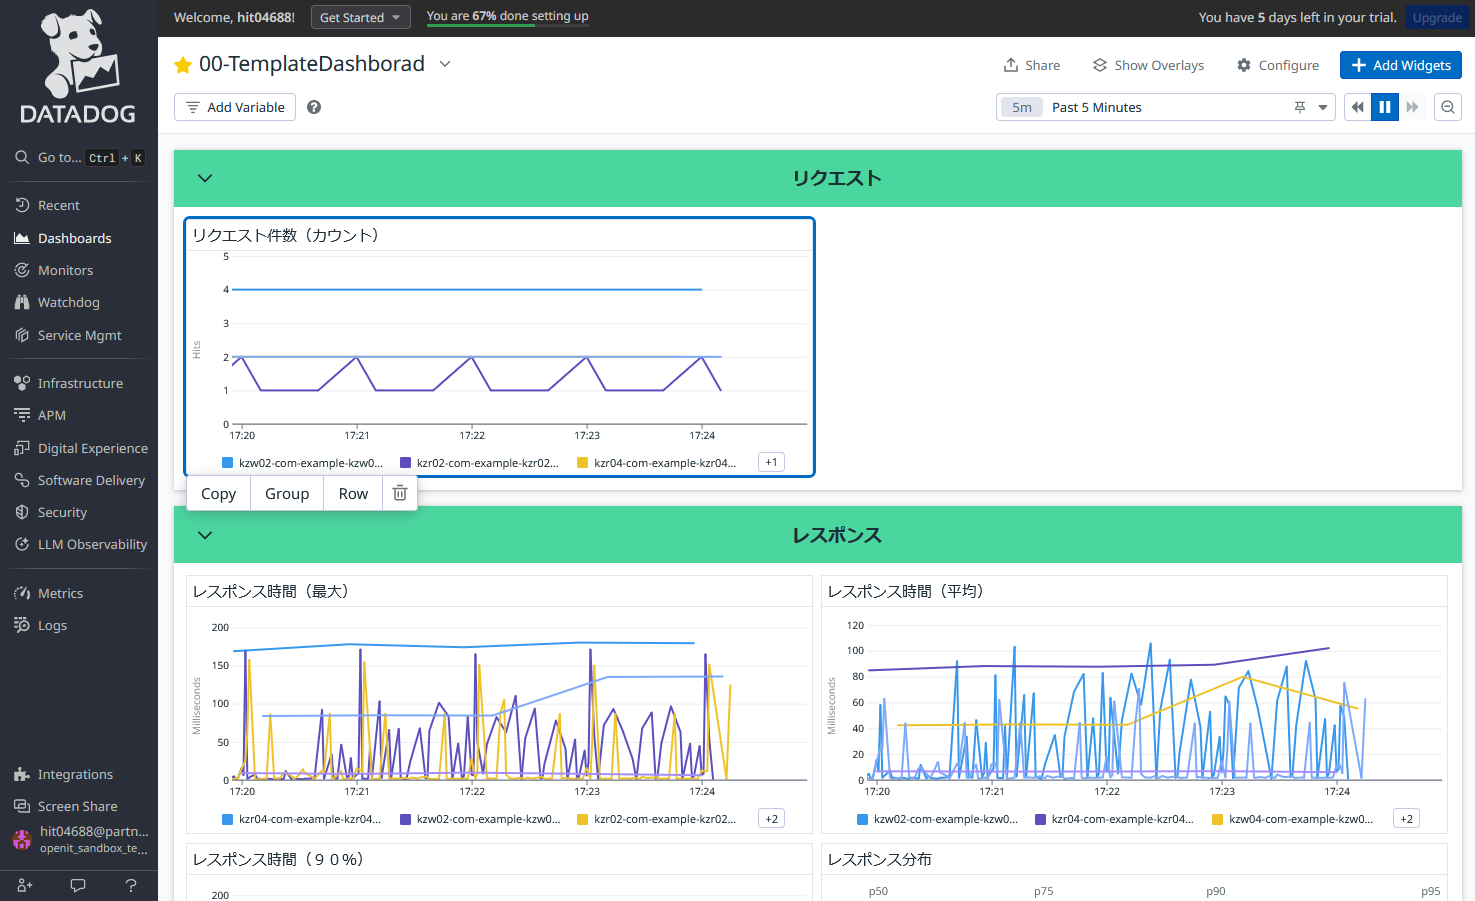 Welcome, hit04688!
Get Started
You are 67% done setting up
You have 5 days left in your trial.
Upgrade
DATADOG
Go to... Ctrl + K
Recent
Dashboards
Monitors
Watchdog
Service Mgmt
Infrastructure
APM
Digital Experience
Software Delivery
Security
LLM Observability
Metrics
Logs
Integrations
Screen Share
hit04688@partn...
openit_sandbox_te...
?
00-TemplateDashborad
Share
Show Overlays
Configure
Add Widgets
Add Variable
?
5m Past 5 Minutes
リクエスト
リクエスト件数（カウント）
5
4
3
2
1
0
Hits
17:20 17:21 17:22 17:23 17:24
kzw02-com-example-kzw0... kzr02-com-example-kzr02... kzr04-com-example-kzr04... +1
Copy Group Row
レスポンス
レスポンス時間（最大）
200
150
100
50
0
Milliseconds
17:20 17:21 17:22 17:23 17:24
kzr04-com-example-kzr04... kzw02-com-example-kzw0... kzr02-com-example-kzr02... +2
レスポンス時間（平均）
120
100
80
60
40
20
0
Milliseconds
17:20 17:21 17:22 17:23 17:24
kzw02-com-example-kzw0... kzr04-com-example-kzr04... kzw04-com-example-kzw0... +2
レスポンス時間（９０％）
200
レスポンス分布
p50 p75 p90 p95